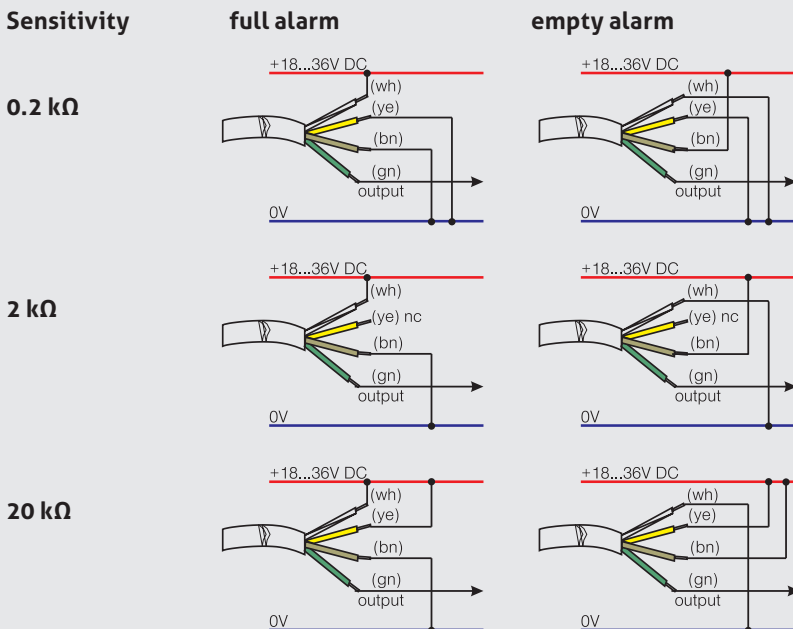 Sensitivity full alarm empty alarm
0.2 kΩ
+18...36V DC
(wh)
(ye)
(bn)
(gn)
output
0V
+18...36V DC
(wh)
(ye)
(bn)
(gn)
output
0V
2 kΩ
+18...36V DC
(wh)
(ye) nc
(bn)
(gn)
output
0V
+18...36V DC
(wh)
(ye) nc
(bn)
(gn)
output
0V
20 kΩ
+18...36V DC
(wh)
(ye)
(bn)
(gn)
output
0V
+18...36V DC
(wh)
(ye)
(bn)
(gn)
output
0V